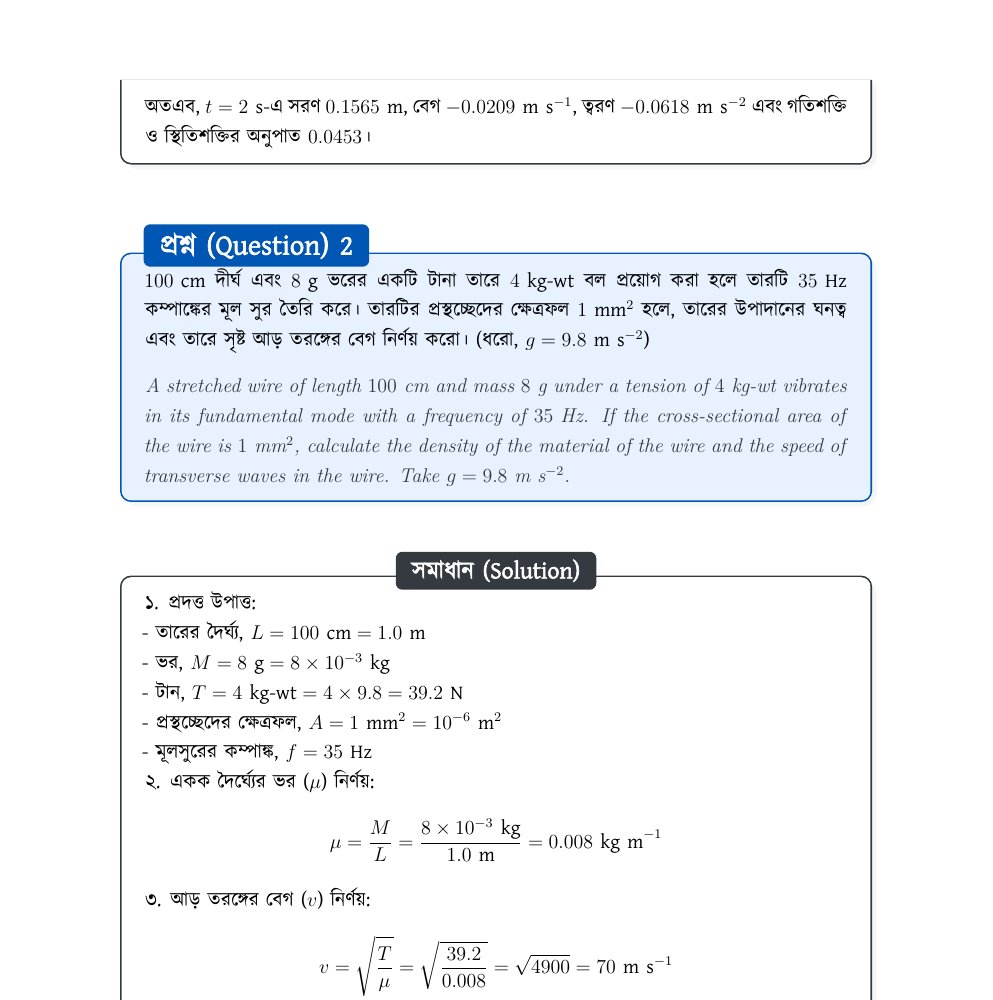 অতএব, t = 2 s-এ সরণ 0.1565 m, বেগ −0.0209 m s⁻¹, ত্বরণ −0.0618 m s⁻² এবং গতিশক্তি
ও স্থিতিশক্তির অনুপাত 0.0453।
প্রশ্ন (Question) 2
100 cm দীর্ঘ এবং 8 g ভরের একটি টানা তারে 4 kg-wt বল প্রয়োগ করা হলে তারটি 35 Hz
কম্পাঙ্কের মূল সুর তৈরি করে। তারটির প্রস্থচ্ছেদের ক্ষেত্রফল 1 mm² হলে, তারের উপাদানের ঘনত্ব
এবং তারে সৃষ্ট আড় তরঙ্গের বেগ নির্ণয় করো। (ধরো, g = 9.8 m s⁻²)
A stretched wire of length 100 cm and mass 8 g under a tension of 4 kg-wt vibrates
in its fundamental mode with a frequency of 35 Hz. If the cross-sectional area of
the wire is 1 mm², calculate the density of the material of the wire and the speed of
transverse waves in the wire. Take g = 9.8 m s⁻².
সমাধান (Solution)
১. প্রদত্ত উপাত্ত:
- তারের দৈর্ঘ্য, L = 100 cm = 1.0 m
- ভর, M = 8 g = 8 × 10⁻³ kg
- টান, T = 4 kg-wt = 4 × 9.8 = 39.2 N
- প্রস্থচ্ছেদের ক্ষেত্রফল, A = 1 mm² = 10⁻⁶ m²
- মূলসুরের কম্পাঙ্ক, f = 35 Hz
২. একক দৈর্ঘ্যের ভর (μ) নির্ণয়:
μ = M/L = (8 × 10⁻³ kg)/(1.0 m) = 0.008 kg m⁻¹
৩. আড় তরঙ্গের বেগ (v) নির্ণয়:
v = √(T/μ) = √(39.2/0.008) = √4900 = 70 m s⁻¹